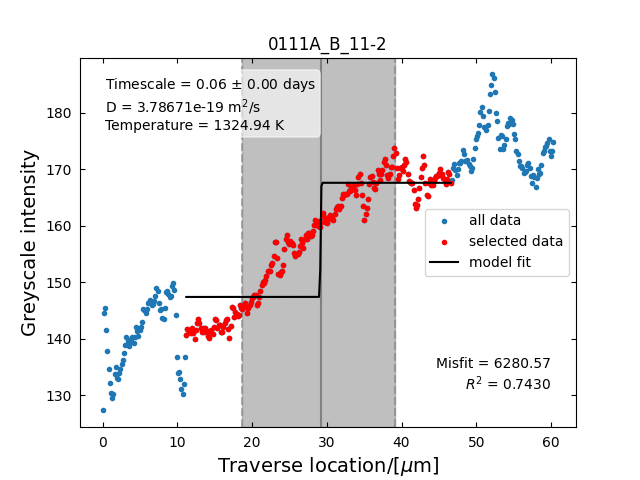 0111A_B_11-2
Timescale = 0.06 ± 0.00 days
D = 3.78671e-19 m²/s
Temperature = 1324.94 K
Greyscale intensity
180
170
160
150
140
130
all data
selected data
model fit
Misfit = 6280.57
R² = 0.7430
0 10 20 30 40 50 60
Traverse location/[μm]